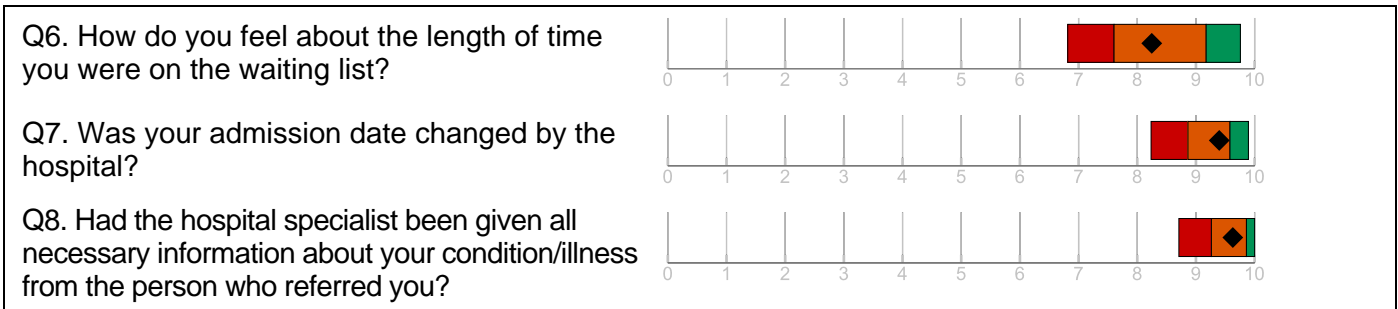 Q6. How do you feel about the length of time
you were on the waiting list?
0 1 2 3 4 5 6 7 8 9 10
Q7. Was your admission date changed by the
hospital?
0 1 2 3 4 5 6 7 8 9 10
Q8. Had the hospital specialist been given all
necessary information about your condition/illness
from the person who referred you?
0 1 2 3 4 5 6 7 8 9 10